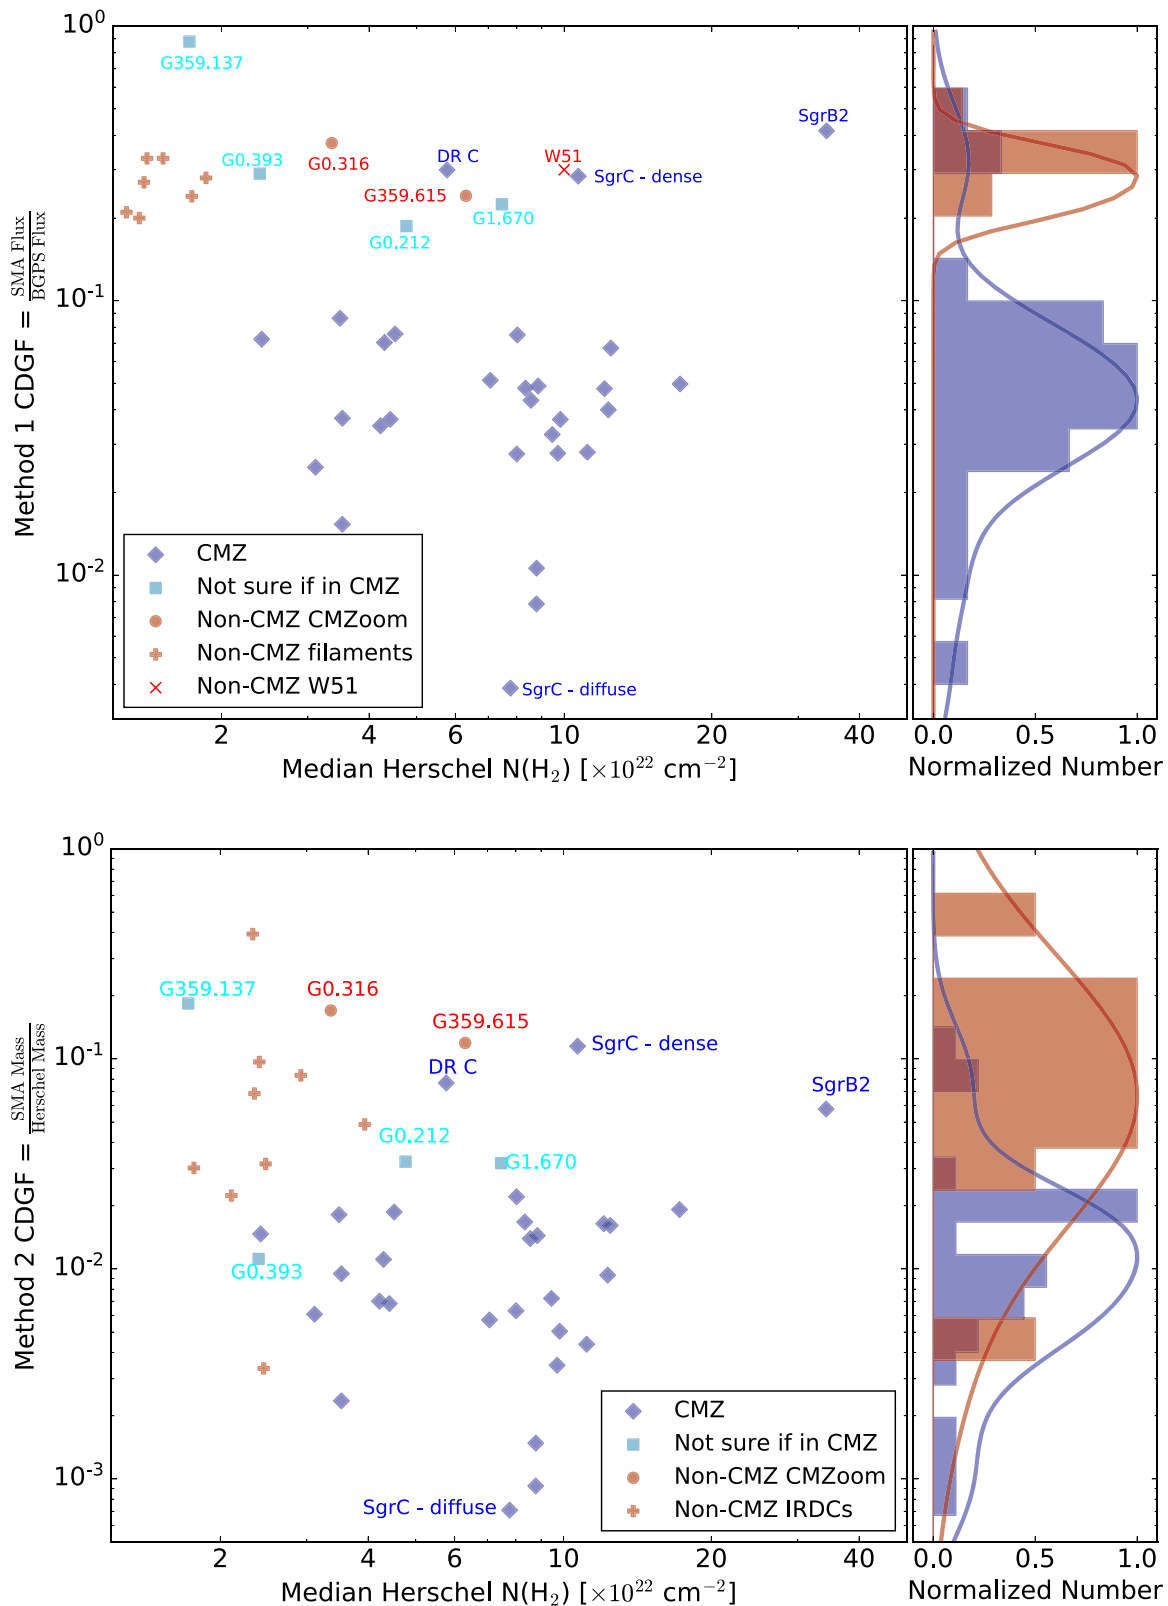 10^0
10^-1
10^-2
Method 1 CDGF = SMA Flux / BGPS Flux
G359.137
G0.393
G0.316
DR C
W51
SgrB2
SgrC - dense
G359.615
G1.670
G0.212
SgrC - diffuse
CMZ
Not sure if in CMZ
Non-CMZ CMZoom
Non-CMZ filaments
Non-CMZ W51
2 4 6 10 20 40
Median Herschel N(H₂) [×10²² cm⁻²]
0.0 0.5 1.0
Normalized Number
10^0
10^-1
10^-2
10^-3
Method 2 CDGF = SMA Mass / Herschel Mass
G359.137
G0.316
G359.615
SgrC - dense
DR C
SgrB2
G0.212
G1.670
G0.393
SgrC - diffuse
CMZ
Not sure if in CMZ
Non-CMZ CMZoom
Non-CMZ IRDCs
2 4 6 10 20 40
Median Herschel N(H₂) [×10²² cm⁻²]
0.0 0.5 1.0
Normalized Number